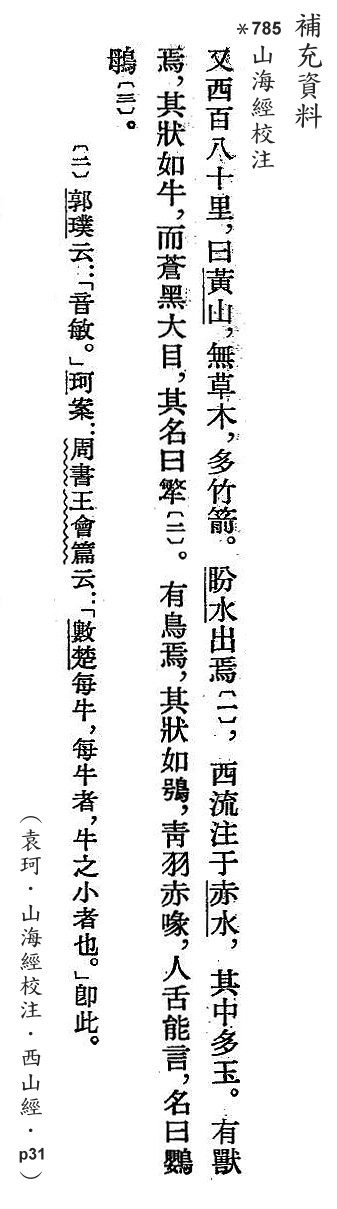 補充資料
＊785
山海經校注
又西百八十里，曰黃山，無草木，多竹箭。盼水出焉〔一〕，西流注于赤水，其中多玉。有獸
焉，其狀如牛，而蒼黑大目，其名曰𤛎〔二〕。有鳥焉，其狀如鴞，青羽赤喙，人舌能言，名曰鸚
䳇〔三〕。
〔二〕郭璞云：「音敏。」珂案：周書王會篇云：「數楚每牛，每牛者，牛之小者也。」即此。
（袁珂．山海經校注．西山經．p31）